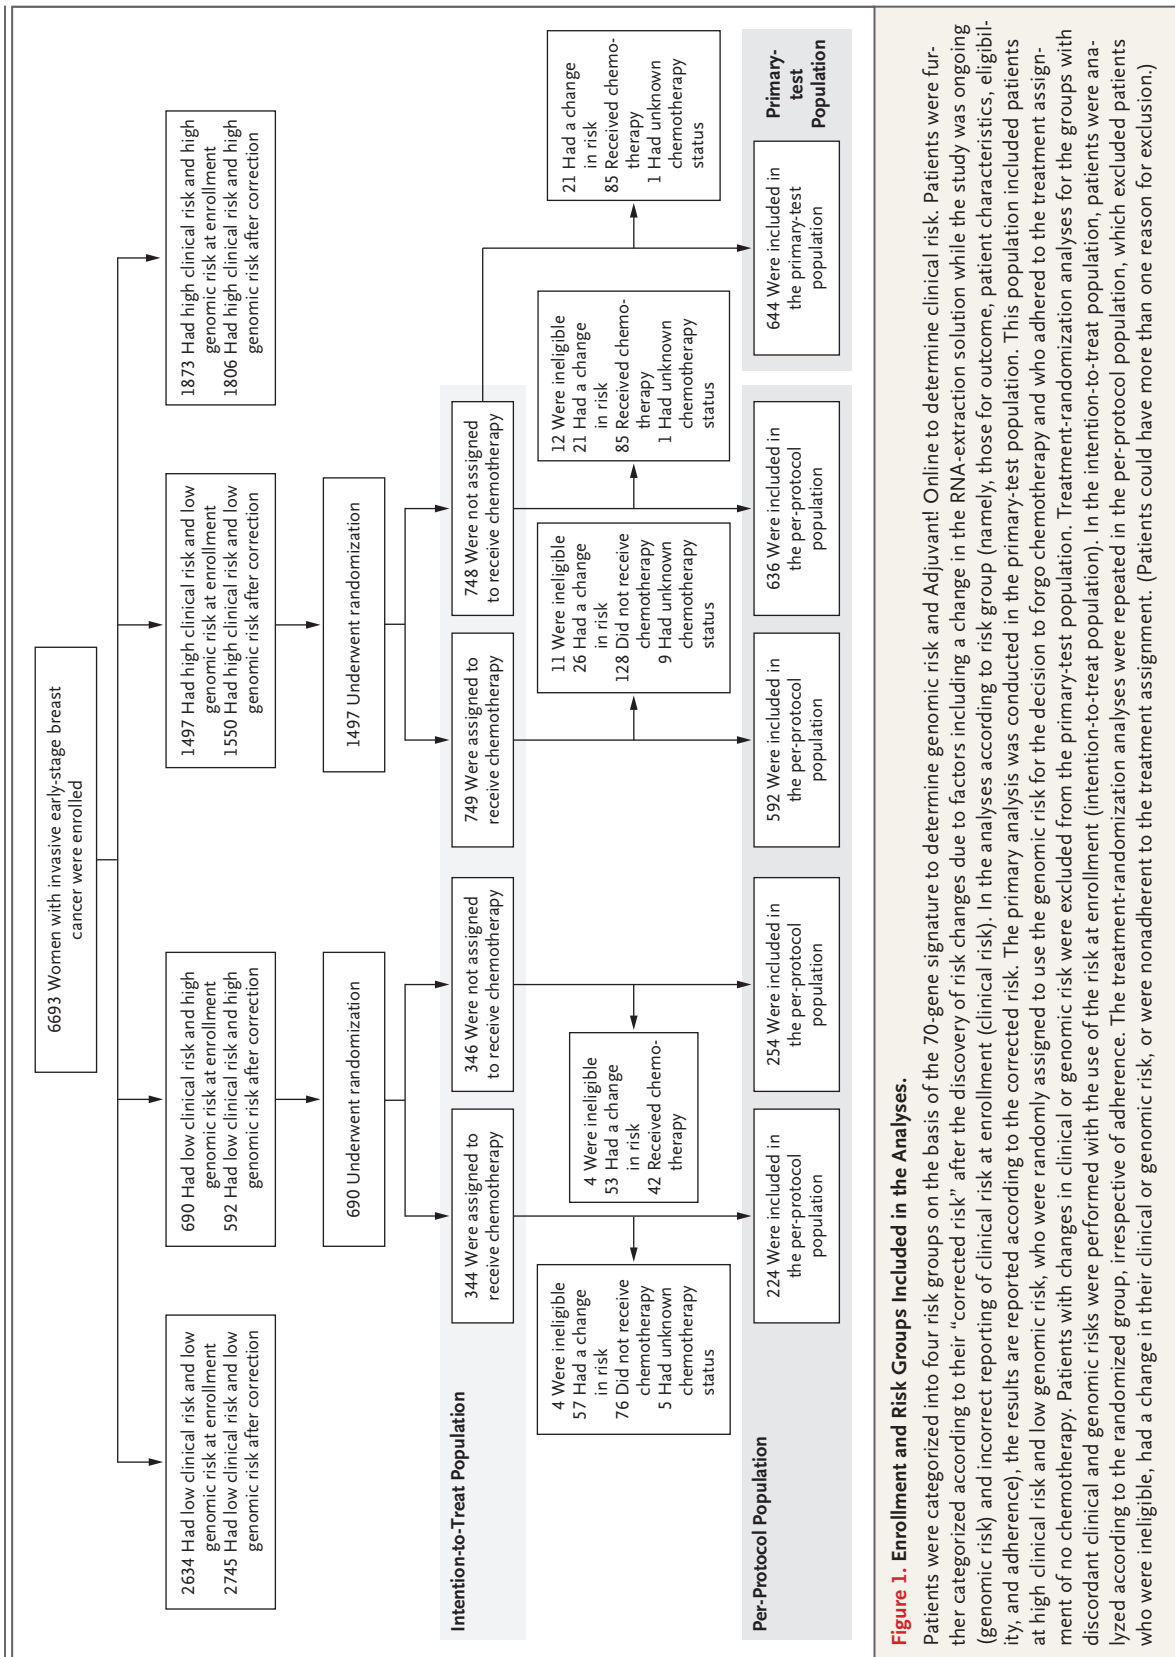 6693 Women with invasive early-stage breast
cancer were enrolled
2634 Had low clinical risk and low
genomic risk at enrollment
2745 Had low clinical risk and low
genomic risk after correction
690 Had low clinical risk and high
genomic risk at enrollment
592 Had low clinical risk and high
genomic risk after correction
1497 Had high clinical risk and low
genomic risk at enrollment
1550 Had high clinical risk and low
genomic risk after correction
1873 Had high clinical risk and high
genomic risk at enrollment
1806 Had high clinical risk and high
genomic risk after correction
690 Underwent randomization
1497 Underwent randomization
Intention-to-Treat Population
344 Were assigned to
receive chemotherapy
346 Were not assigned
to receive chemotherapy
749 Were assigned to
receive chemotherapy
748 Were not assigned
to receive chemotherapy
4 Were ineligible
57 Had a change
in risk
76 Did not receive
chemotherapy
5 Had unknown
chemotherapy
status
4 Were ineligible
53 Had a change
in risk
42 Received chemo-
therapy
11 Were ineligible
26 Had a change
in risk
128 Did not receive
chemotherapy
9 Had unknown
chemotherapy
status
12 Were ineligible
21 Had a change
in risk
85 Received chemo-
therapy
1 Had unknown
chemotherapy
status
21 Had a change
in risk
85 Received chemo-
therapy
1 Had unknown
chemotherapy
status
Per-Protocol Population
224 Were included in
the per-protocol
population
254 Were included in
the per-protocol
population
592 Were included in
the per-protocol
population
636 Were included in
the per-protocol
population
644 Were included in
the primary-test
population
Primary-
test
Population
Figure 1. Enrollment and Risk Groups Included in the Analyses.
Patients were categorized into four risk groups on the basis of the 70-gene signature to determine genomic risk and Adjuvant! Online to determine clinical risk. Patients were fur-
ther categorized according to their “corrected risk” after the discovery of risk changes due to factors including a change in the RNA-extraction solution while the study was ongoing
(genomic risk) and incorrect reporting of clinical risk at enrollment (clinical risk). In the analyses according to risk group (namely, those for outcome, patient characteristics, eligibil-
ity, and adherence), the results are reported according to the corrected risk. The primary analysis was conducted in the primary-test population. This population included patients
at high clinical risk and low genomic risk, who were randomly assigned to use the genomic risk for the decision to forgo chemotherapy and who adhered to the treatment assign-
ment of no chemotherapy. Patients with changes in clinical or genomic risk were excluded from the primary-test population. Treatment-randomization analyses for the groups with
discordant clinical and genomic risks were performed with the use of the risk at enrollment (intention-to-treat population). In the intention-to-treat population, patients were ana-
lyzed according to the randomized group, irrespective of adherence. The treatment-randomization analyses were repeated in the per-protocol population, which excluded patients
who were ineligible, had a change in their clinical or genomic risk, or were nonadherent to the treatment assignment. (Patients could have more than one reason for exclusion.)